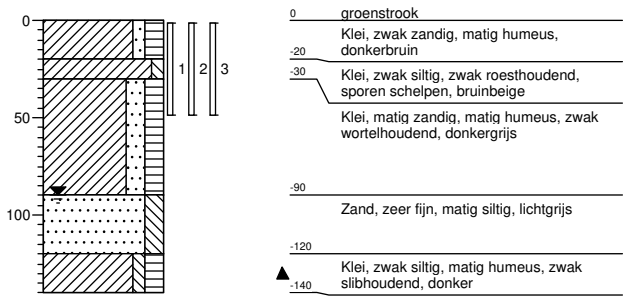 0
50
100
1 2 3
0 groenstrook
Klei, zwak zandig, matig humeus,
donkerbruin
-20
Klei, zwak siltig, zwak roesthoudend,
sporen schelpen, bruinbeige
-30
Klei, matig zandig, matig humeus, zwak
wortelhoudend, donkergrijs
-90
Zand, zeer fijn, matig siltig, lichtgrijs
-120
Klei, zwak siltig, matig humeus, zwak
slibhoudend, donker
-140